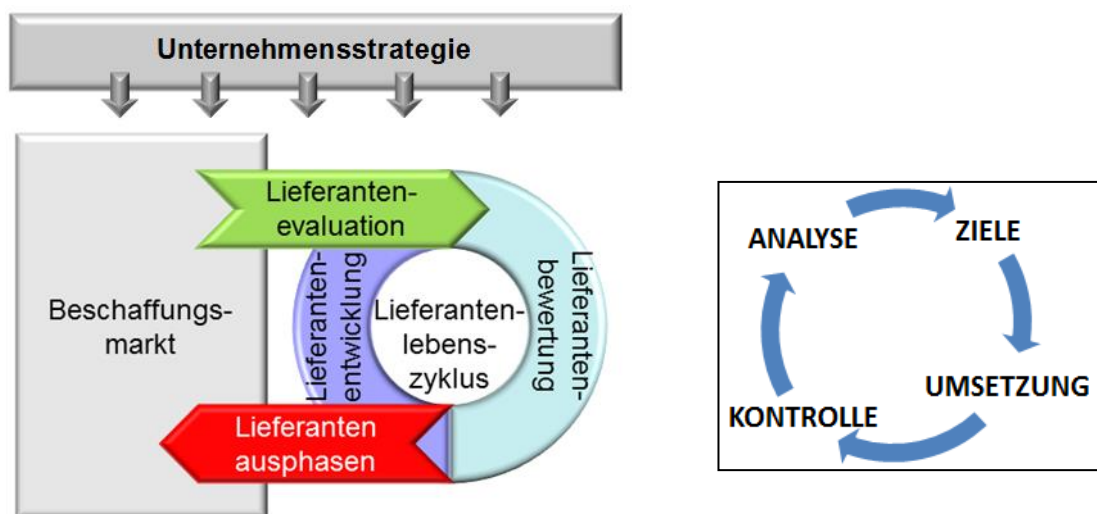 Unternehmensstrategie
Lieferanten-
evaluation
Beschaffungs-
markt
Lieferanten-
entwicklung
Lieferanten-
lebens-
zyklus
Lieferanten-
bewertung
Lieferanten
ausphasen
ANALYSE
ZIELE
UMSETZUNG
KONTROLLE